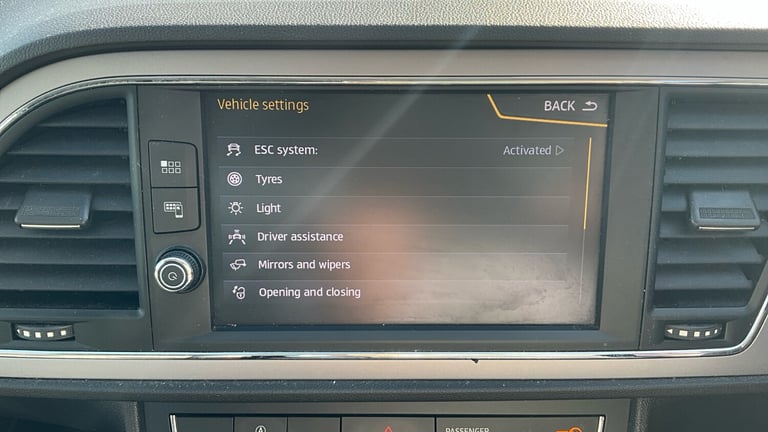 Vehicle settings
BACK
ESC system: Activated
Tyres
Light
Driver assistance
Mirrors and wipers
Opening and closing
A
PASSENGER